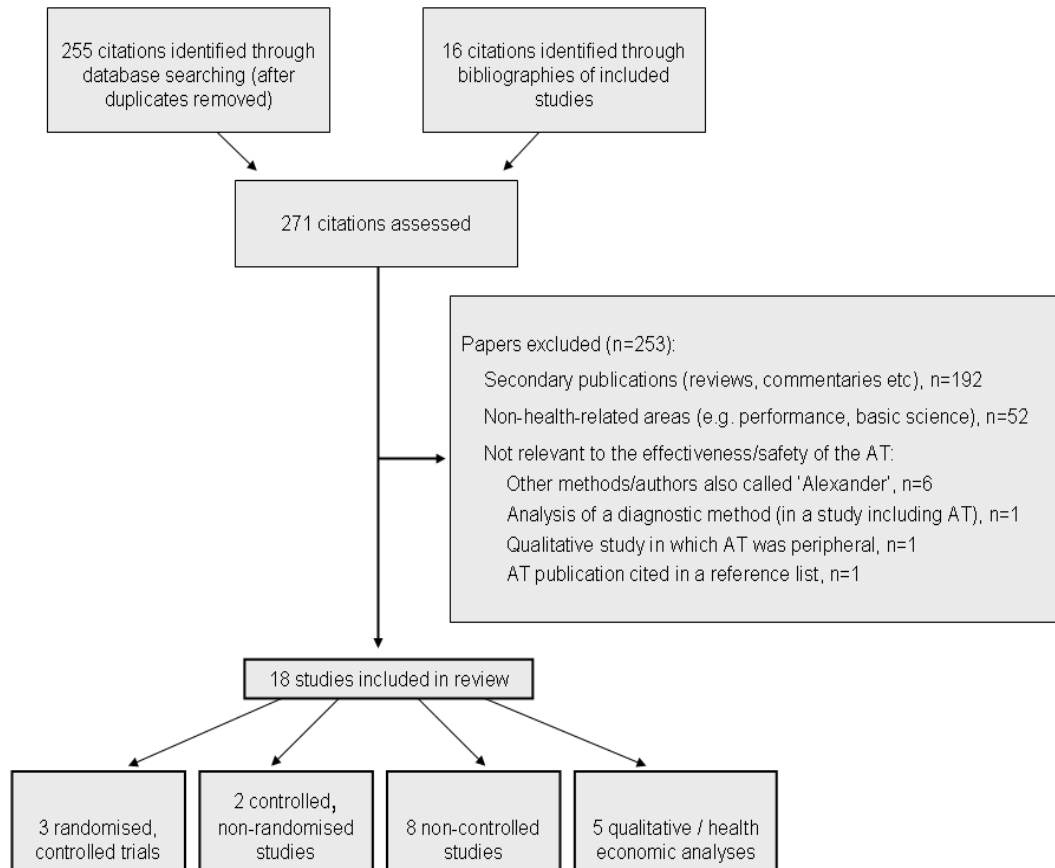 255 citations identified through
database searching (after
duplicates removed)
16 citations identified through
bibliographies of included
studies
271 citations assessed
Papers excluded (n=253):
Secondary publications (reviews, commentaries etc), n=192
Non-health-related areas (e.g. performance, basic science), n=52
Not relevant to the effectiveness/safety of the AT:
Other methods/authors also called 'Alexander', n=6
Analysis of a diagnostic method (in a study including AT), n=1
Qualitative study in which AT was peripheral, n=1
AT publication cited in a reference list, n=1
18 studies included in review
3 randomised,
controlled trials
2 controlled,
non-randomised
studies
8 non-controlled
studies
5 qualitative / health
economic analyses